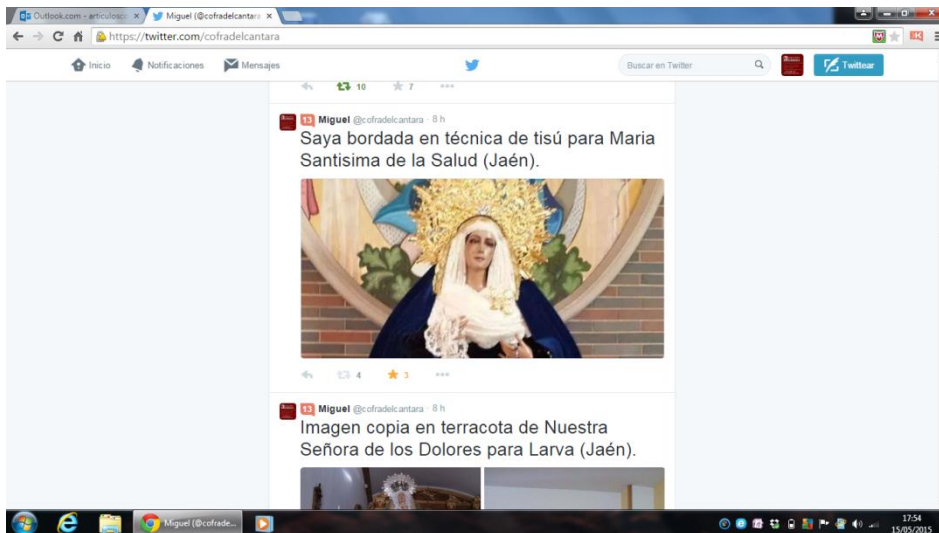 Outlook.com - articulosco
Miguel (@cofradelcantara
https://twitter.com/cofradelcantara
Inicio
Notificaciones
Mensajes
Buscar en Twitter
Twittear
10
7
13 Miguel @cofradelcantara · 8 h
Saya bordada en técnica de tisú para Maria
Santisima de la Salud (Jaén).
4
3
13 Miguel @cofradelcantara · 8 h
Imagen copia en terracota de Nuestra
Señora de los Dolores para Larva (Jaén).
Miguel (@cofrade...
17:54
15/05/2015